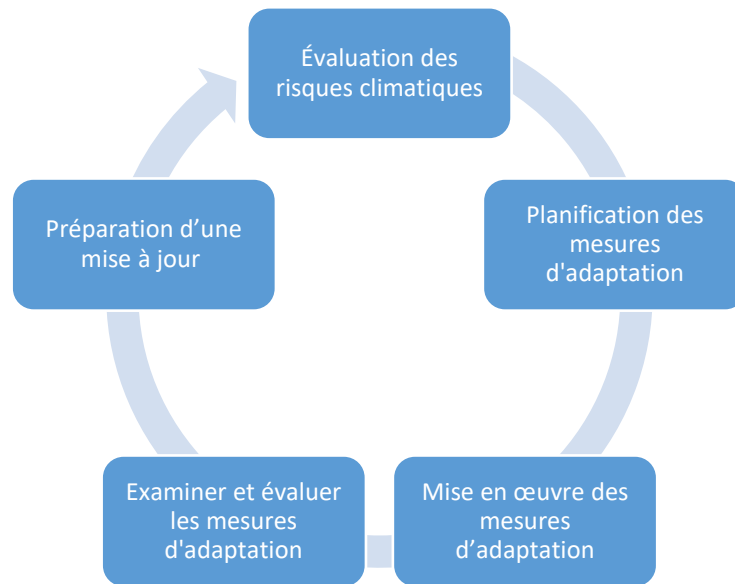 Évaluation des
risques climatiques
Planification des
mesures
d'adaptation
Mise en œuvre des
mesures
d’adaptation
Examiner et évaluer
les mesures
d'adaptation
Préparation d’une
mise à jour